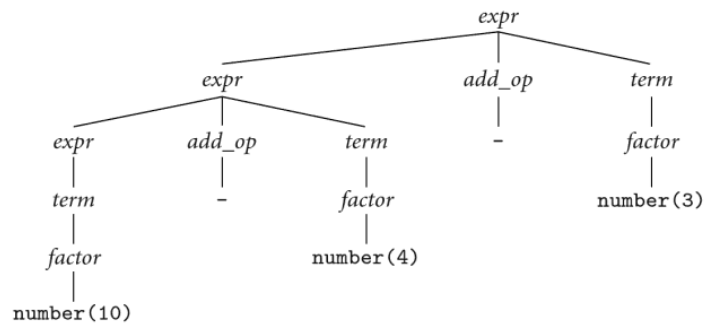 expr
expr add_op term
expr add_op term - factor
term - factor number(3)
factor number(4)
number(10)